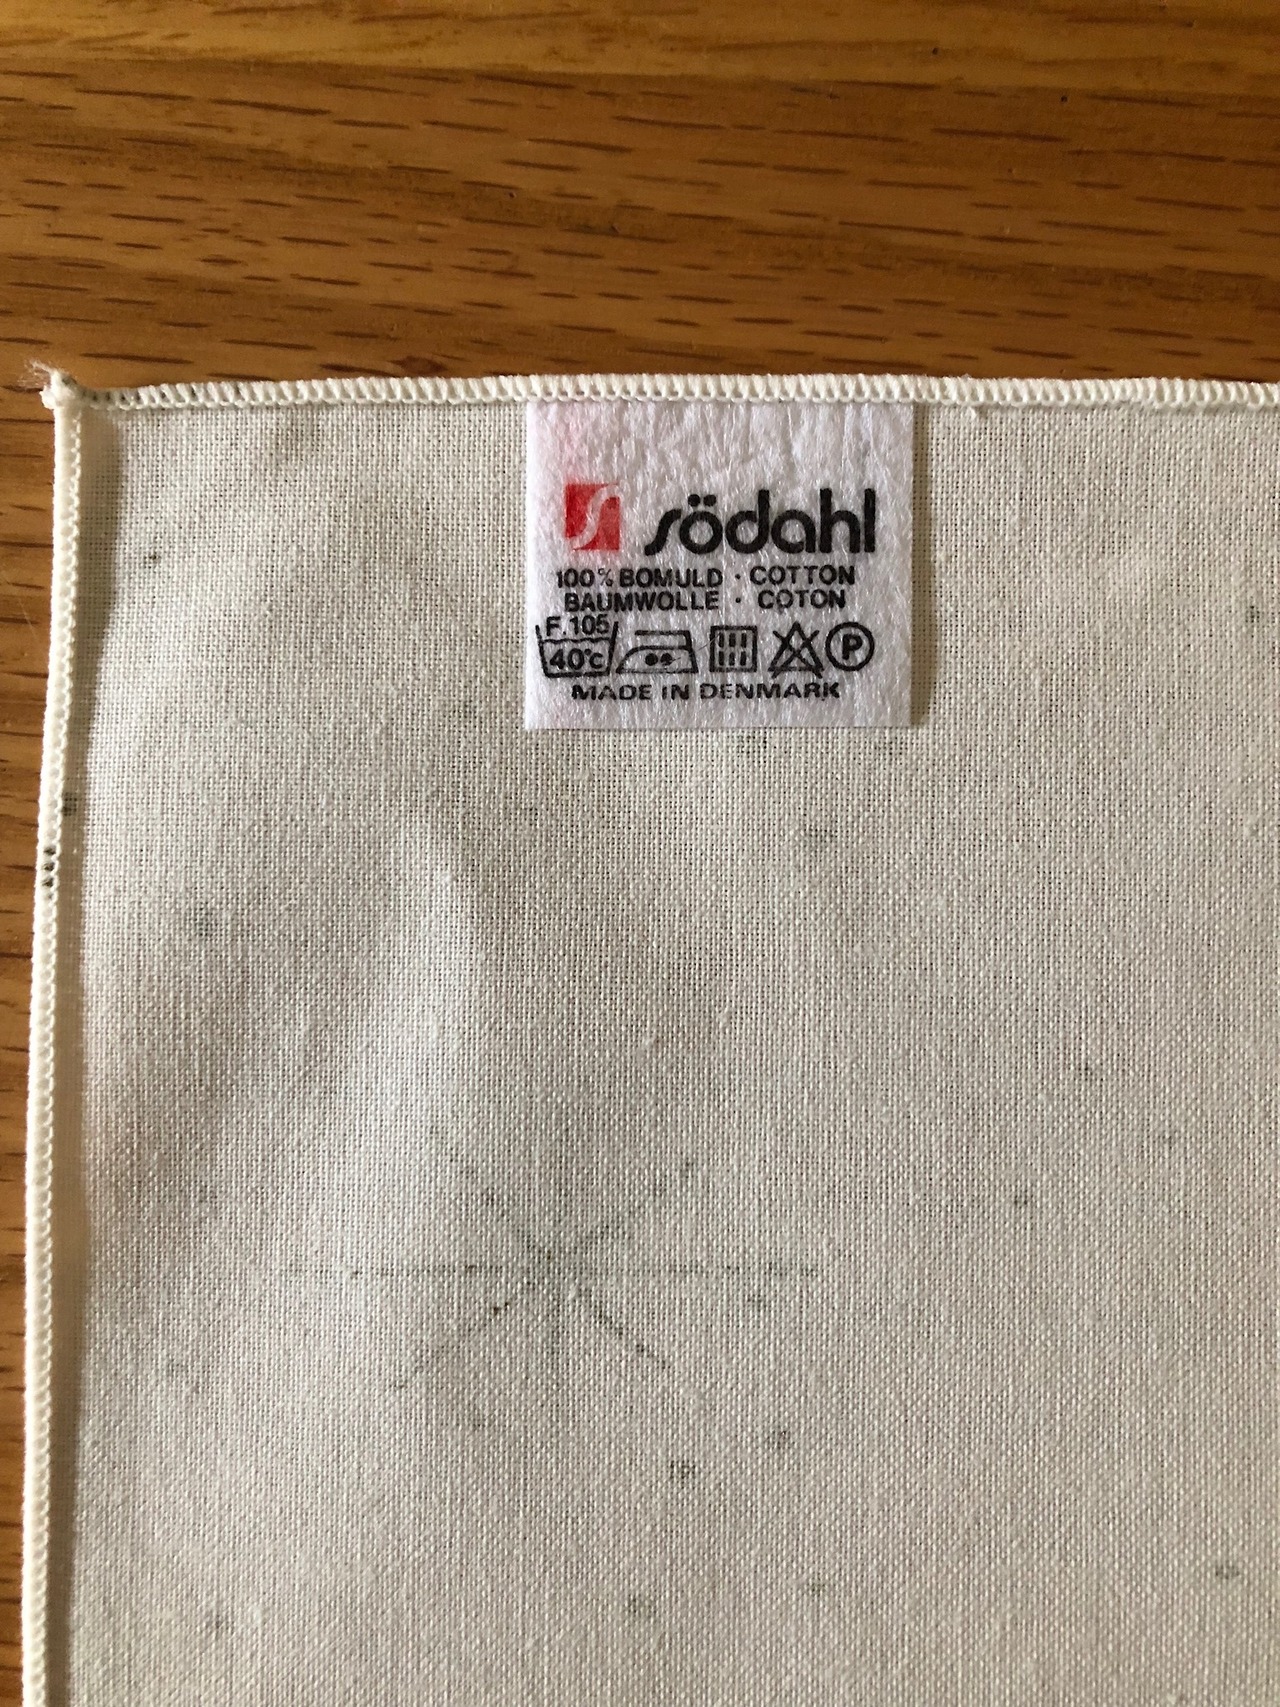 södahl
100% BOMULD · COTTON
BAUMWOLLE · COTON
F.105
40°c P
MADE IN DENMARK